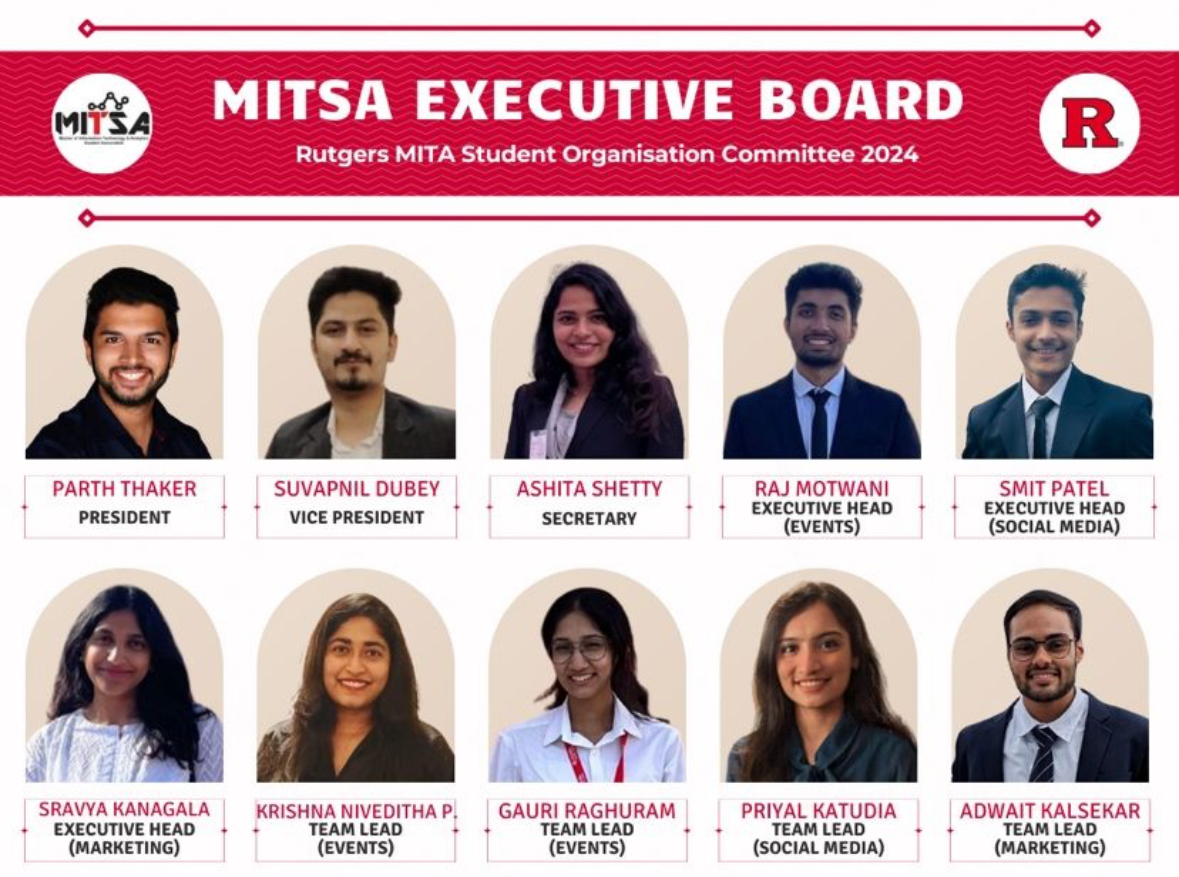 MITSA EXECUTIVE BOARD
Rutgers MITA Student Organisation Committee 2024
MITSA
R
PARTH THAKER
PRESIDENT
SUVAPNIL DUBEY
VICE PRESIDENT
ASHITA SHETTY
SECRETARY
RAJ MOTWANI
EXECUTIVE HEAD
(EVENTS)
SMIT PATEL
EXECUTIVE HEAD
(SOCIAL MEDIA)
SRAVYA KANAGALA
EXECUTIVE HEAD
(MARKETING)
KRISHNA NIVEDITHA P.
TEAM LEAD
(EVENTS)
GAURI RAGHURAM
TEAM LEAD
(EVENTS)
PRIYAL KATUDIA
TEAM LEAD
(SOCIAL MEDIA)
ADWAIT KALSEKAR
TEAM LEAD
(MARKETING)